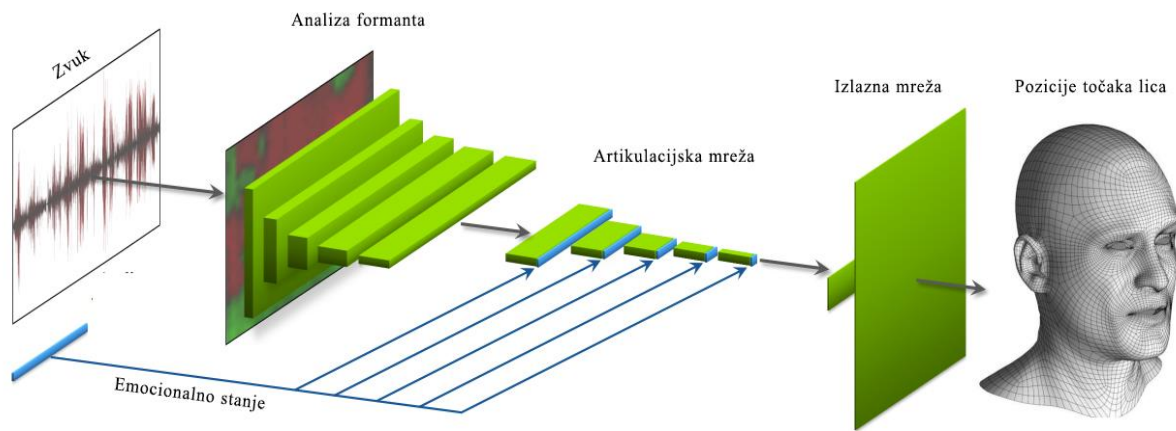 Zvuk
Analiza formanta
Artikulacijska mreža
Izlazna mreža
Pozicije točaka lica
Emocionalno stanje